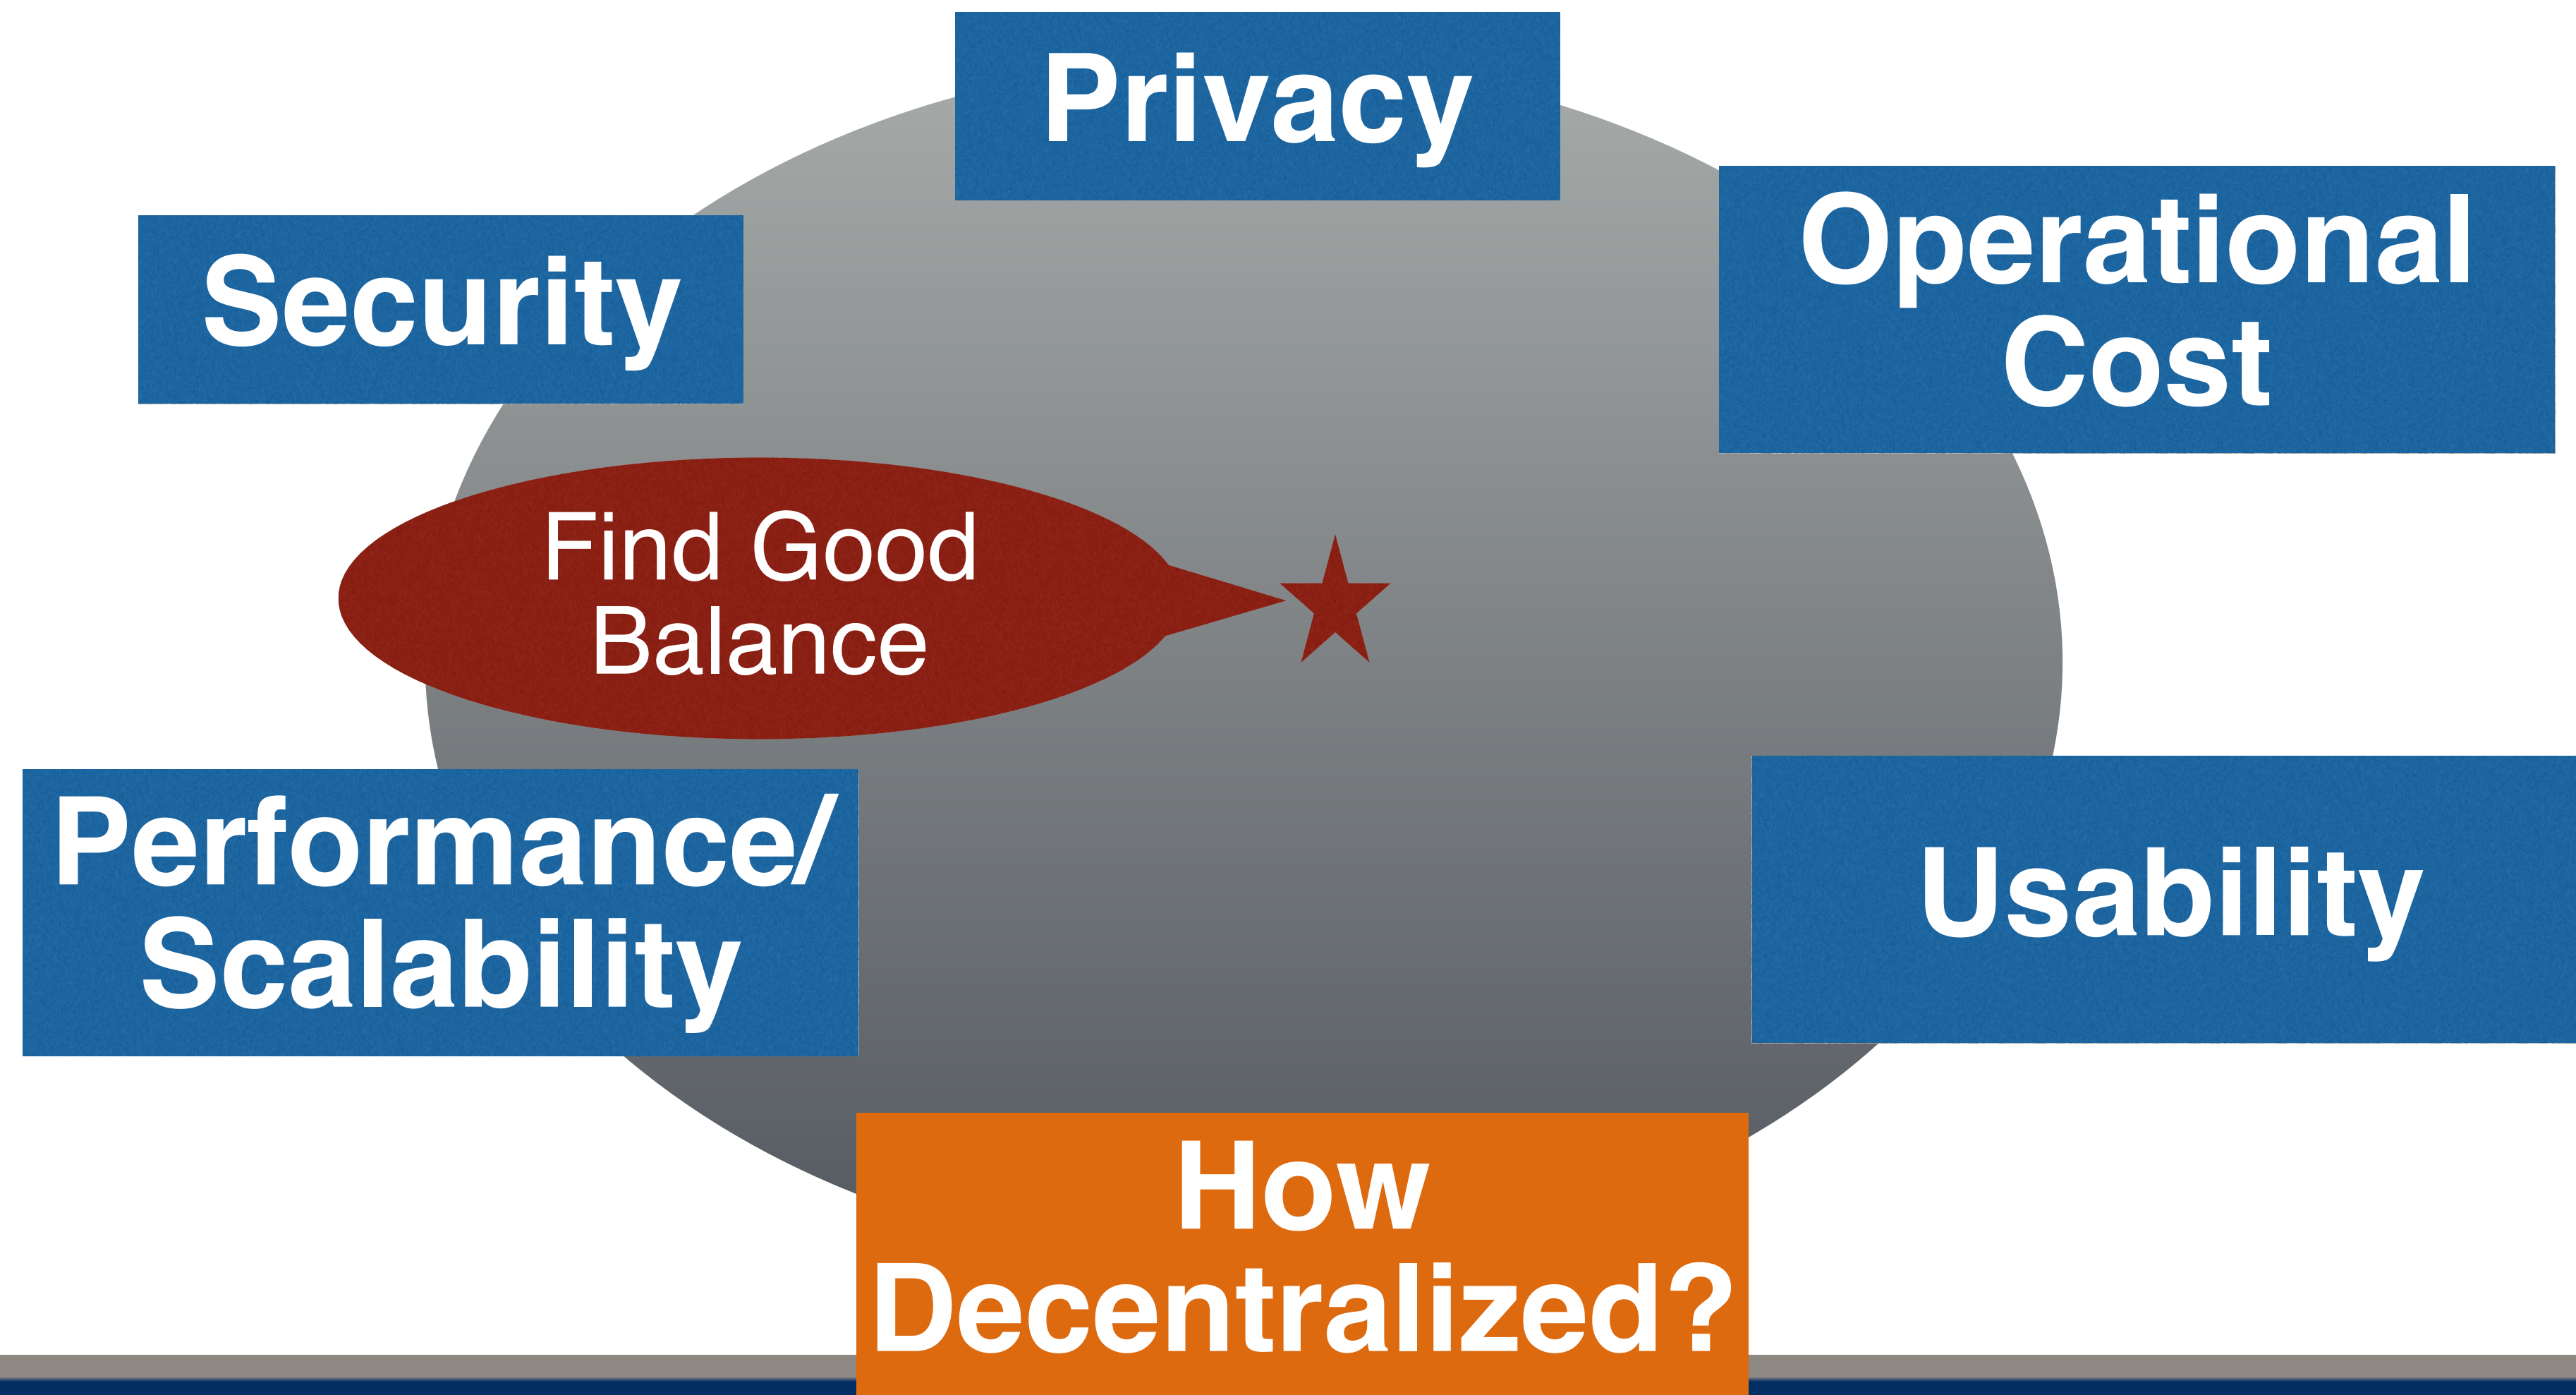 Privacy
Operational
Cost
Security
Find Good
Balance
Performance/
Scalability
Usability
How
Decentralized?